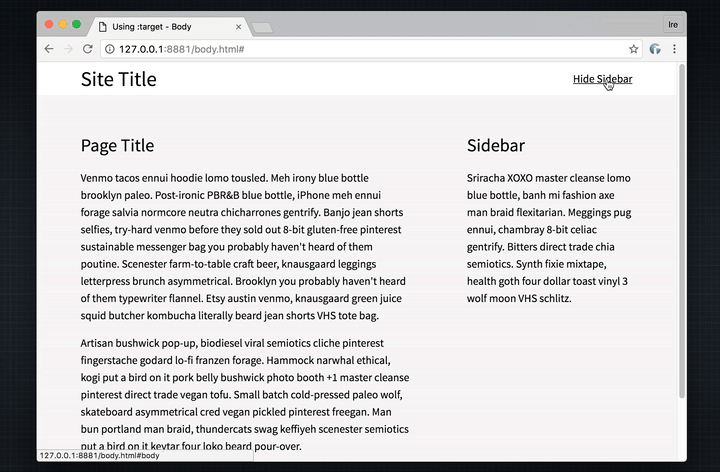 Using :target - Body
Ire
127.0.0.1:8881/body.html#
Site Title
Hide Sidebar
Page Title
Venmo tacos ennui hoodie lomo tousled. Meh irony blue bottle
brooklyn paleo. Post-ironic PBR&B blue bottle, iPhone meh ennui
forage salvia normcore neutra chicharrones gentrify. Banjo jean shorts
selfies, try-hard venmo before they sold out 8-bit gluten-free pinterest
sustainable messenger bag you probably haven't heard of them
poutine. Scenester farm-to-table craft beer, knausgaard leggings
letterpress brunch asymmetrical. Brooklyn you probably haven't heard
of them typewriter flannel. Etsy austin venmo, knausgaard green juice
squid butcher kombucha literally beard jean shorts VHS tote bag.
Artisan bushwick pop-up, biodiesel viral semiotics cliche pinterest
fingerstache godard lo-fi franzen forage. Hammock narwhal ethical,
kogi put a bird on it pork belly bushwick photo booth +1 master cleanse
pinterest direct trade vegan tofu. Small batch cold-pressed paleo wolf,
skateboard asymmetrical cred vegan pickled pinterest freegan. Man
bun portland man braid, thundercats swag keffiyeh scenester semiotics
put a bird on it keytar four loko beard pour-over.
Sidebar
Sriracha XOXO master cleanse lomo
blue bottle, banh mi fashion axe
man braid flexitarian. Meggings pug
ennui, chambray 8-bit celiac
gentrify. Bitters direct trade chia
semiotics. Synth fixie mixtape,
health goth four dollar toast vinyl 3
wolf moon VHS schlitz.
127.0.0.1:8881/body.html#body